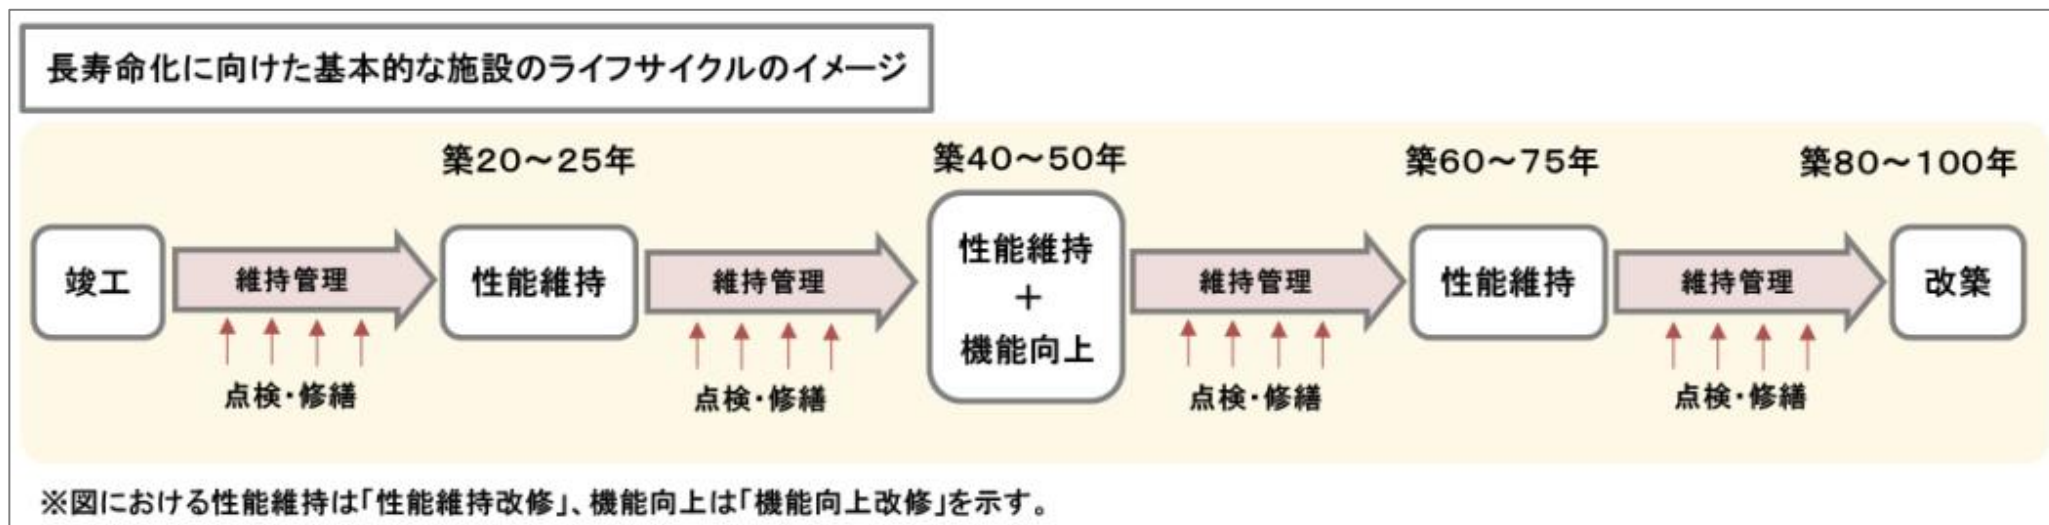 長寿命化に向けた基本的な施設のライフサイクルのイメージ
築20～25年
築40～50年
築60～75年
築80～100年
竣工
維持管理
点検・修繕
性能維持
維持管理
点検・修繕
性能維持
＋
機能向上
維持管理
点検・修繕
性能維持
維持管理
点検・修繕
改築
※図における性能維持は「性能維持改修」、機能向上は「機能向上改修」を示す。